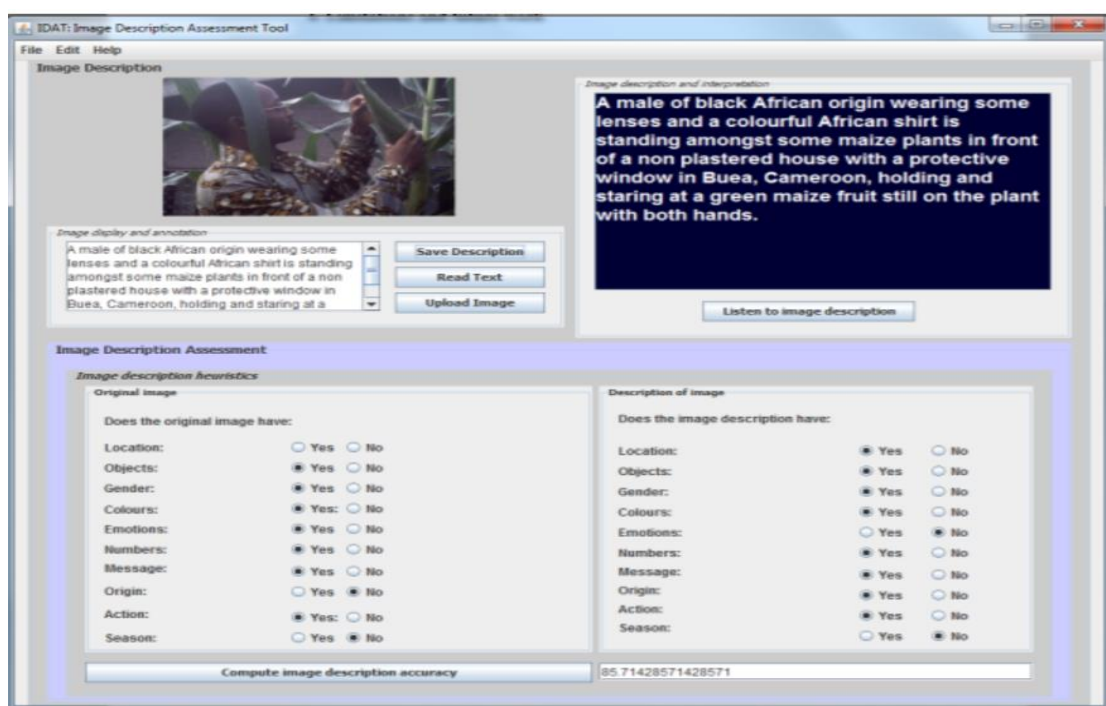 IDAT: Image Description Assessment Tool
File Edit Help
Image Description
Image description and interpretation
A male of black African origin wearing some
lenses and a colourful African shirt is
standing amongst some maize plants in front
of a non plastered house with a protective
window in Buea, Cameroon, holding and
staring at a green maize fruit still on the plant
with both hands.
Image display and annotation
A male of black African origin wearing some
lenses and a colourful African shirt is standing
amongst some maize plants in front of a non
plastered house with a protective window in
Buea, Cameroon, holding and staring at a
Save Description
Read Text
Upload Image
Listen to image description
Image Description Assessment
Image description heuristics
Original image
Does the original image have:
Location: Yes No
Objects: Yes No
Gender: Yes No
Colours: Yes: No
Emotions: Yes No
Numbers: Yes No
Message: Yes No
Origin: Yes No
Action: Yes: No
Season: Yes No
Description of image
Does the image description have:
Location: Yes No
Objects: Yes No
Gender: Yes No
Colours: Yes No
Emotions: Yes No
Numbers: Yes No
Message: Yes No
Origin: Yes No
Action: Yes No
Season: Yes No
Compute image description accuracy
85.71428571428571